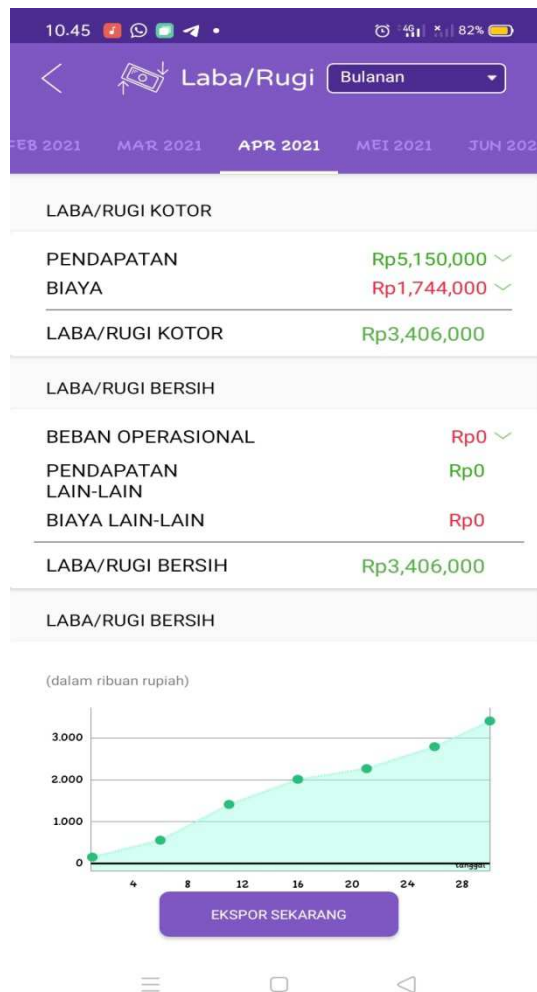 10.45 82%
Laba/Rugi Bulanan
FEB 2021 MAR 2021 APR 2021 MEI 2021 JUN 202
LABA/RUGI KOTOR
PENDAPATAN Rp5,150,000
BIAYA Rp1,744,000
LABA/RUGI KOTOR Rp3,406,000
LABA/RUGI BERSIH
BEBAN OPERASIONAL Rp0
PENDAPATAN Rp0
LAIN-LAIN
BIAYA LAIN-LAIN Rp0
LABA/RUGI BERSIH Rp3,406,000
LABA/RUGI BERSIH
(dalam ribuan rupiah)
3.000
2.000
1.000
0
tanggal
4 8 12 16 20 24 28
EKSPOR SEKARANG